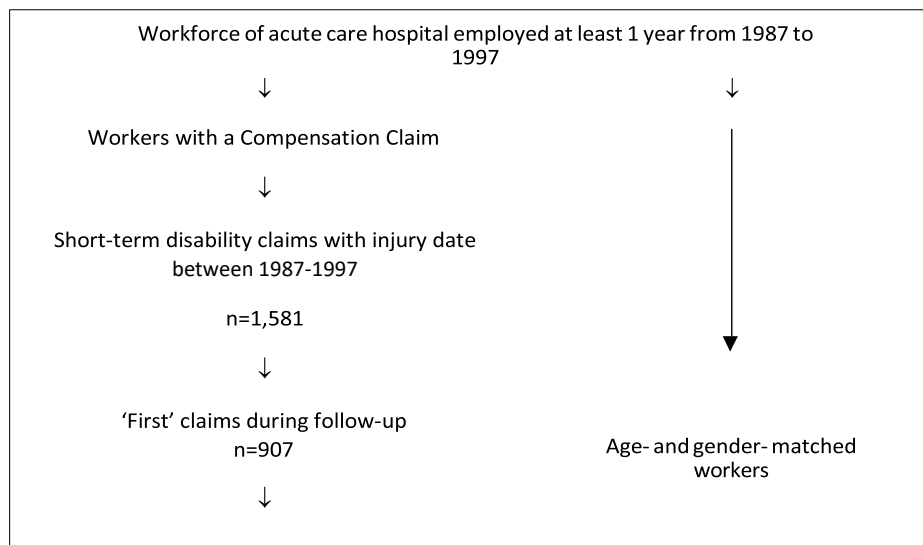 Workforce of acute care hospital employed at least 1 year from 1987 to
1997
↓ ↓
Workers with a Compensation Claim
↓
Short-term disability claims with injury date
between 1987-1997
n=1,581
↓
‘First’ claims during follow-up
n=907
↓
Age- and gender- matched
workers